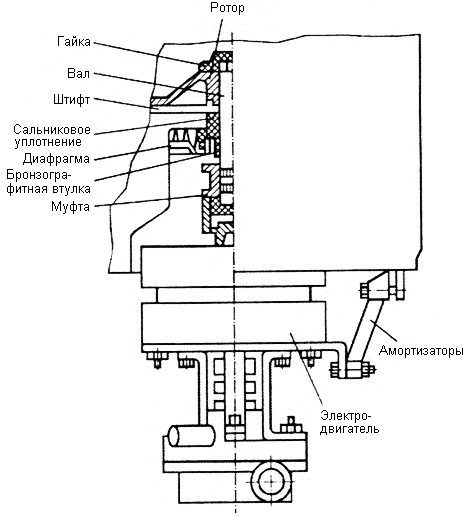 Ротор
Гайка
Вал
Штифт
Сальниковое
уплотнение
Диафрагма
Бронзогра-
фитная втулка
Муфта
Амортизаторы
Электро-
двигатель